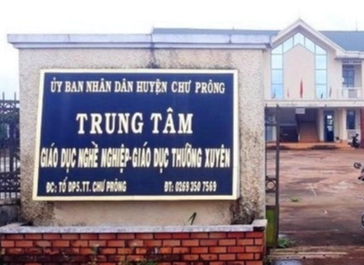 ỦY BAN NHÂN DÂN HUYỆN CHƯ PRÔNG
TRUNG TÂM
GIÁO DỤC NGHỀ NGHIỆP-GIÁO DỤC THƯỜNG XUYÊN
ĐC: TỔ DP5.TT. CHƯ PRÔNG ĐT: 0269 350 7569